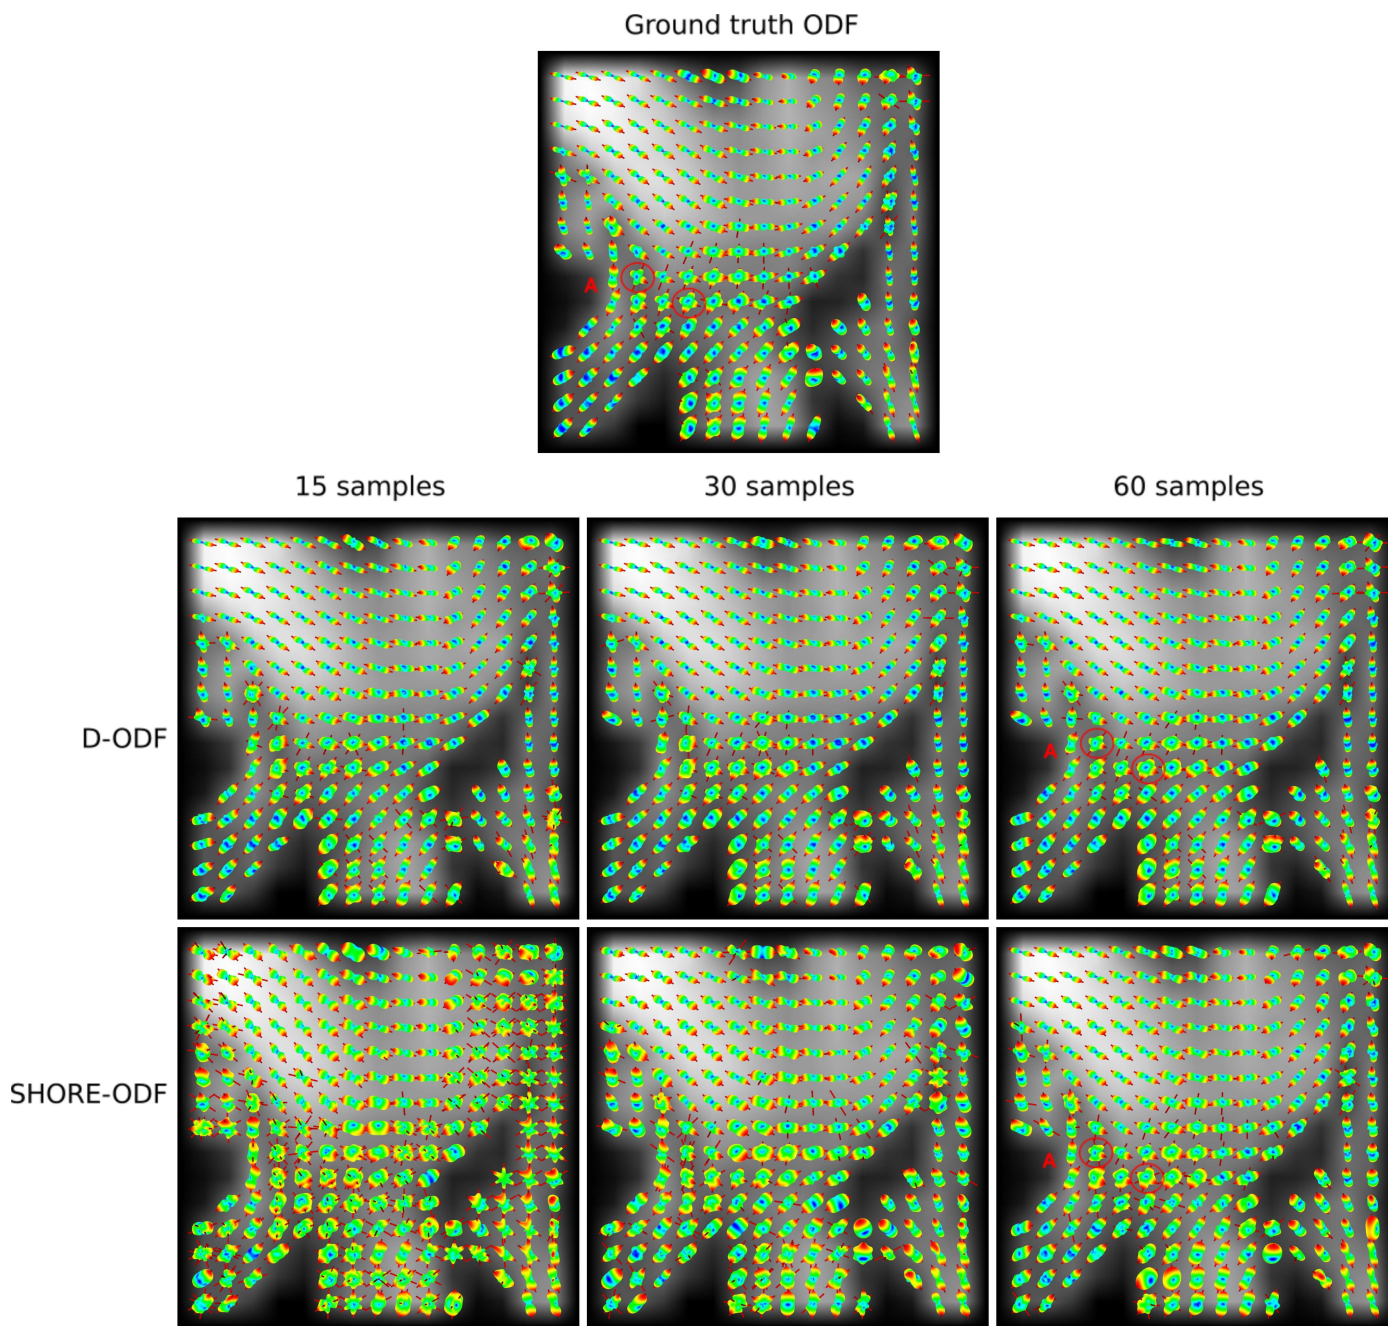 Ground truth ODF
A
15 samples
30 samples
60 samples
D-ODF
A
SHORE-ODF
A